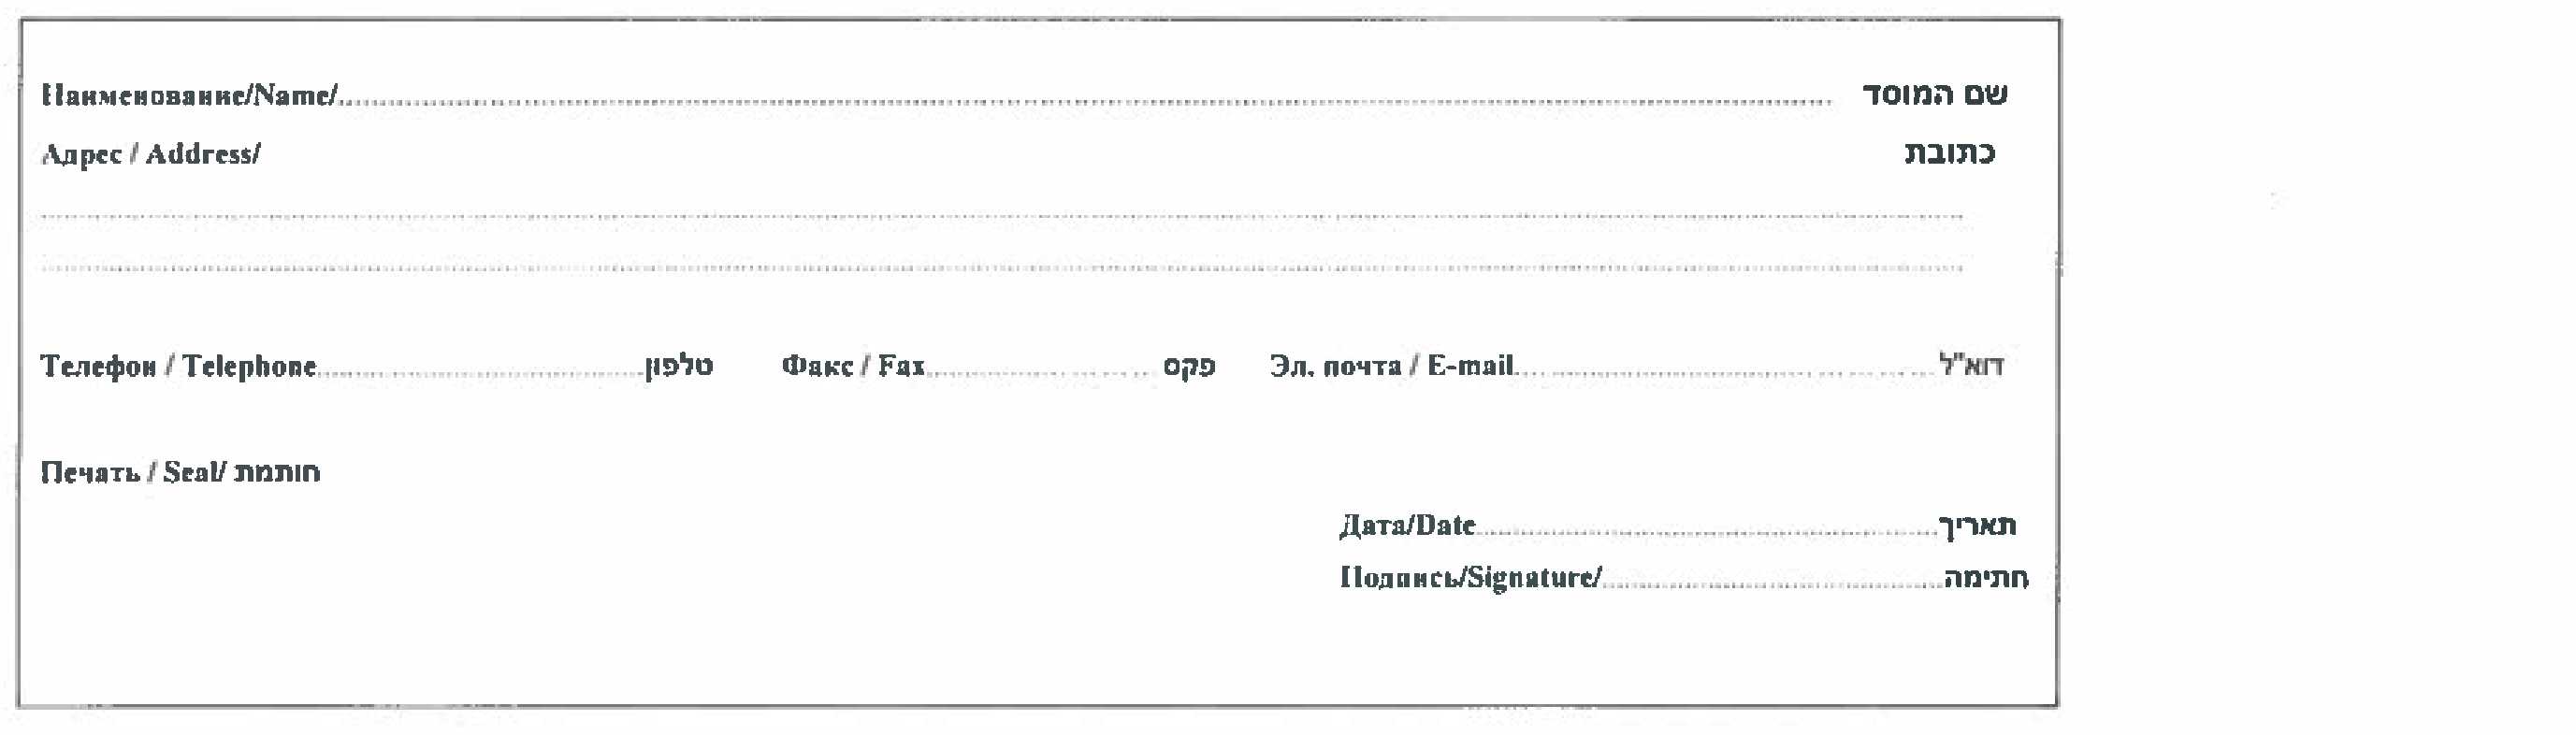 Наименование/Name/........................................ שם המוסד
Адрес / Address/ כתובת
........................................
........................................
Телефон / Telephone....................טלפון Факс / Fax.................... פקס Эл. почта / E-mail....................דוא"ל
Печать / Seal/ חותמת
Дата/Date....................תאריך
Подпись/Signature/....................חתימה